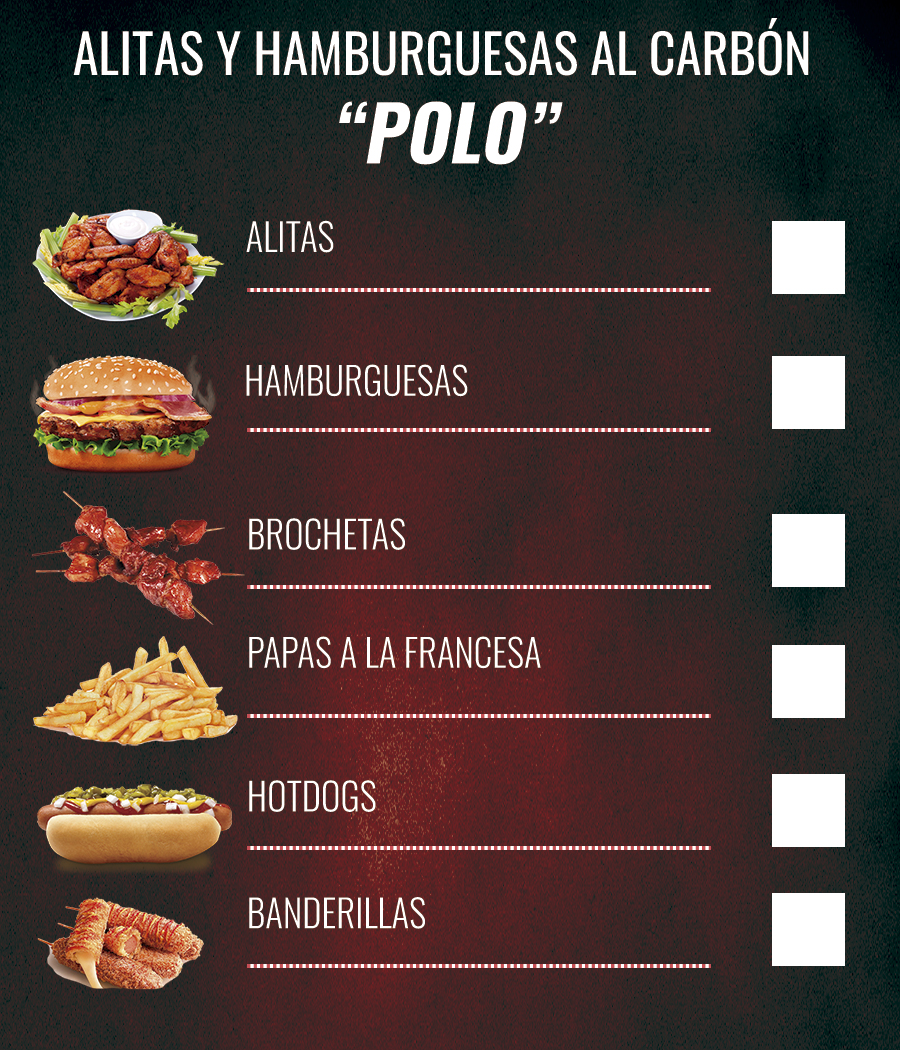 ALITAS Y HAMBURGUESAS AL CARBÓN
“POLO”
ALITAS
HAMBURGUESAS
BROCHETAS
PAPAS A LA FRANCESA
HOTDOGS
BANDERILLAS